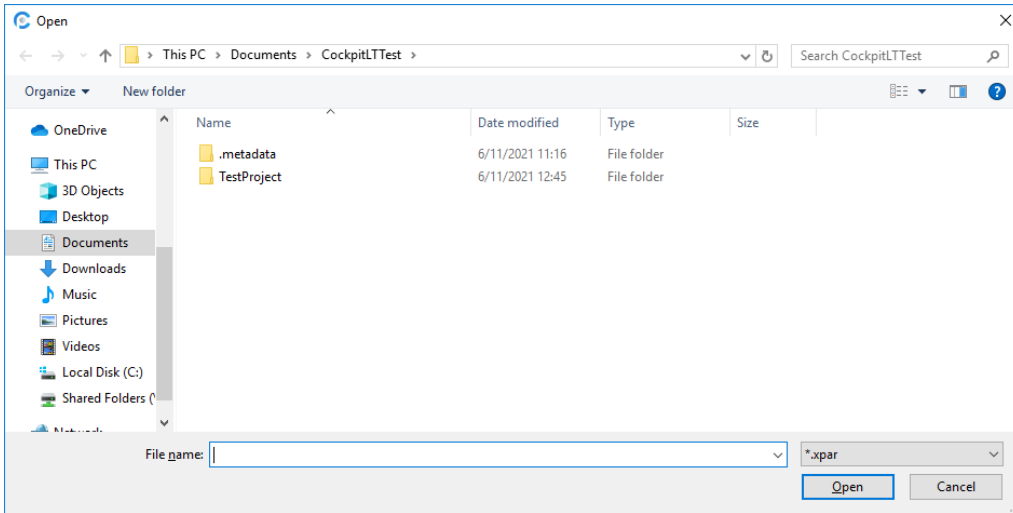 Open
This PC > Documents > CockpitLTTest >
Search CockpitLTTest
Organize
New folder
Name
Date modified
Type
Size
OneDrive
This PC
3D Objects
Desktop
Documents
Downloads
Music
Pictures
Videos
Local Disk (C:)
Shared Folders (
.metadata 6/11/2021 11:16 File folder
TestProject 6/11/2021 12:45 File folder
File name:
*.xpar
Open
Cancel